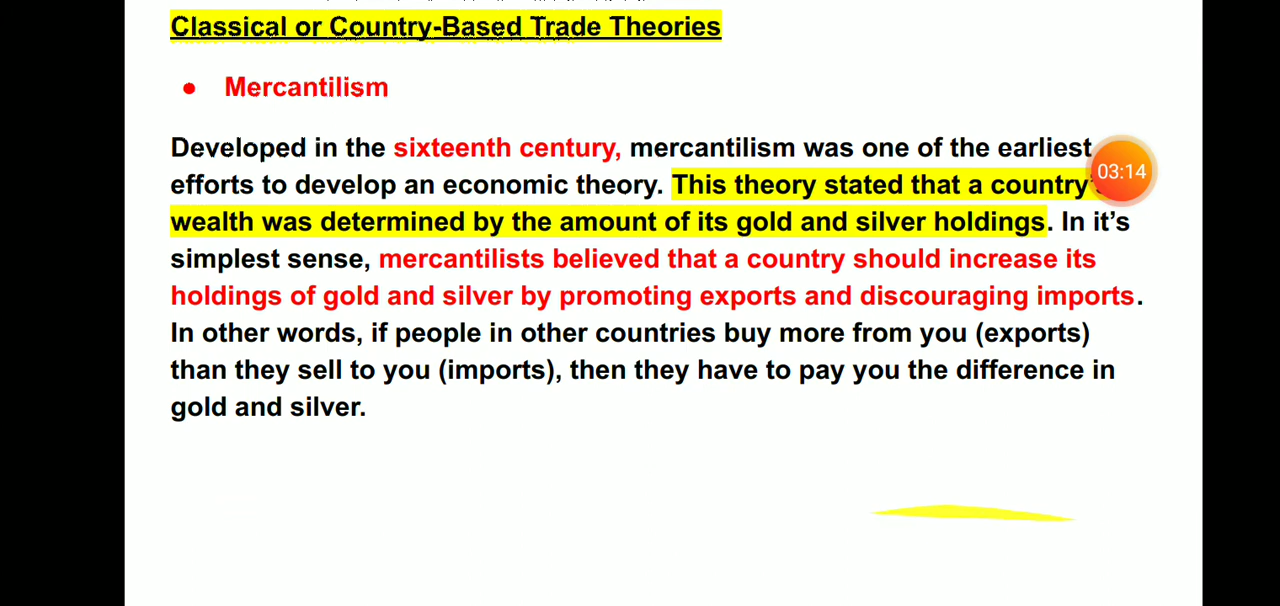 Classical or Country-Based Trade Theories
● Mercantilism
Developed in the sixteenth century, mercantilism was one of the earliest
efforts to develop an economic theory. This theory stated that a country
03:14
wealth was determined by the amount of its gold and silver holdings. In it’s
simplest sense, mercantilists believed that a country should increase its
holdings of gold and silver by promoting exports and discouraging imports.
In other words, if people in other countries buy more from you (exports)
than they sell to you (imports), then they have to pay you the difference in
gold and silver.